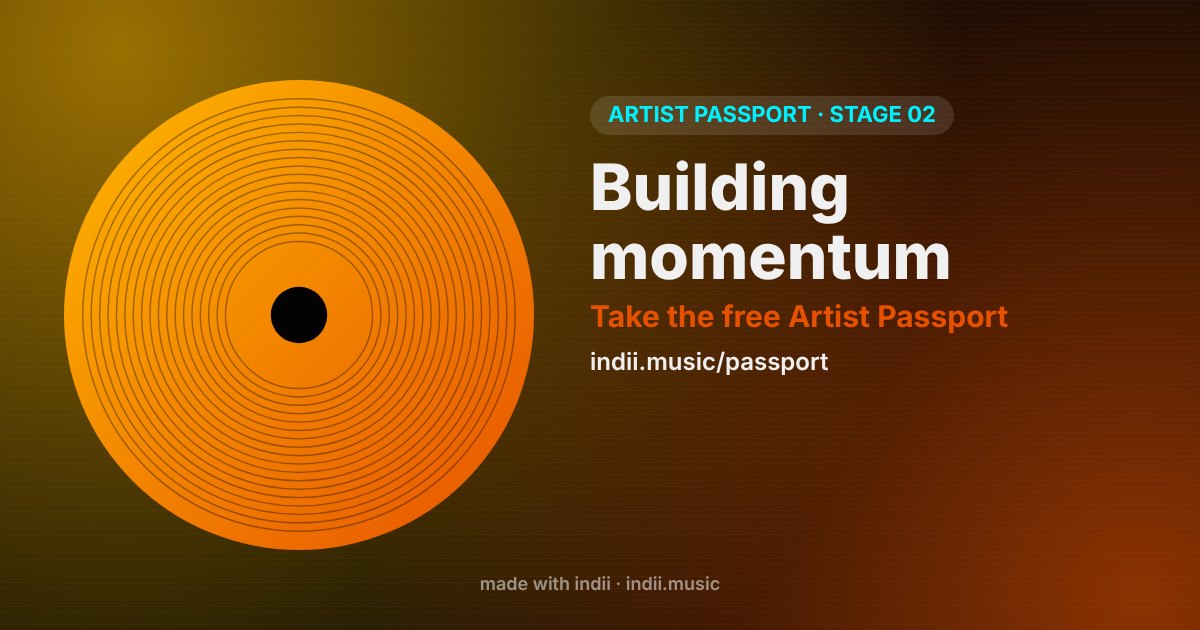 ARTIST PASSPORT · STAGE 02
Building
momentum
Take the free Artist Passport
indii.music/passport
made with indii · indii.music